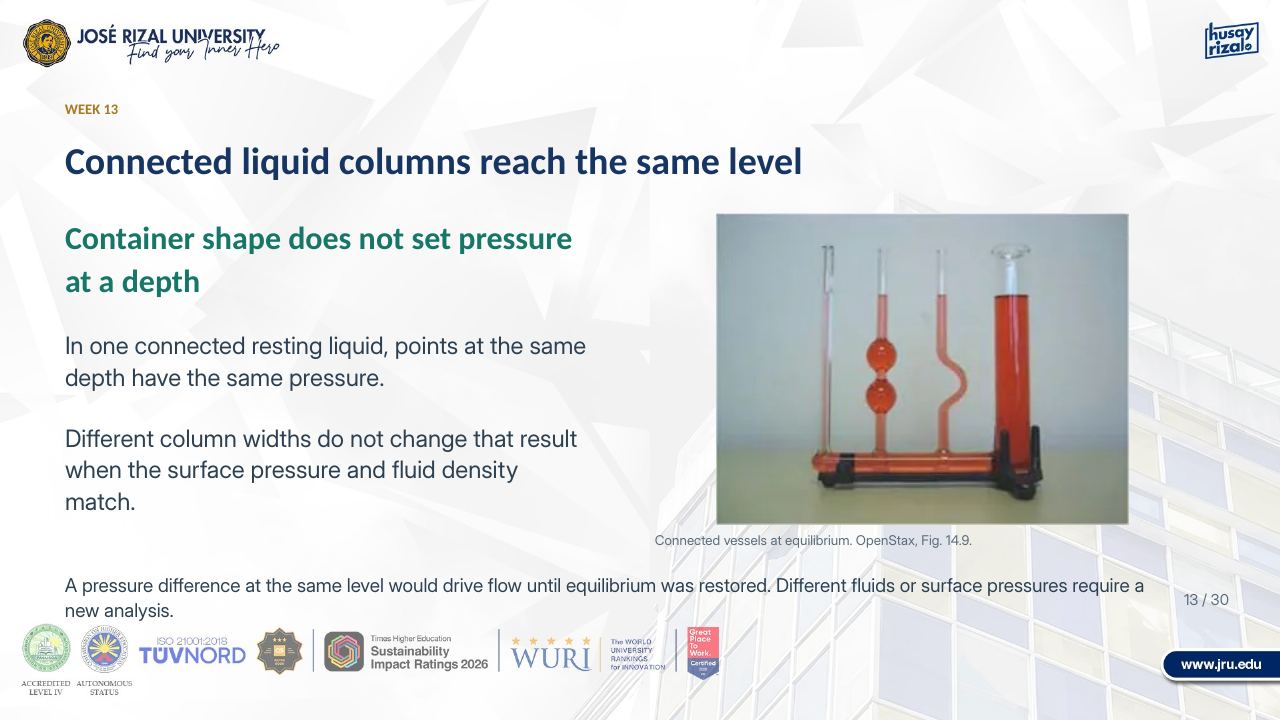 JOSÉ RIZAL UNIVERSITY
Find your Inner Hero
husay
rizal
WEEK 13
Connected liquid columns reach the same level
Container shape does not set pressure
at a depth
In one connected resting liquid, points at the same
depth have the same pressure.
Different column widths do not change that result
when the surface pressure and fluid density
match.
Connected vessels at equilibrium. OpenStax, Fig. 14.9.
A pressure difference at the same level would drive flow until equilibrium was restored. Different fluids or surface pressures require a
new analysis.
13 / 30
ACCREDITED
LEVEL IV
AUTONOMOUS
STATUS
ISO 21001:2018
TÜVNORD
Times Higher Education
Sustainability
Impact Ratings 2026
WURI
The WORLD
UNIVERSITY
RANKINGS
for INNOVATION
Great
Place
To
Work.
Certified
www.jru.edu